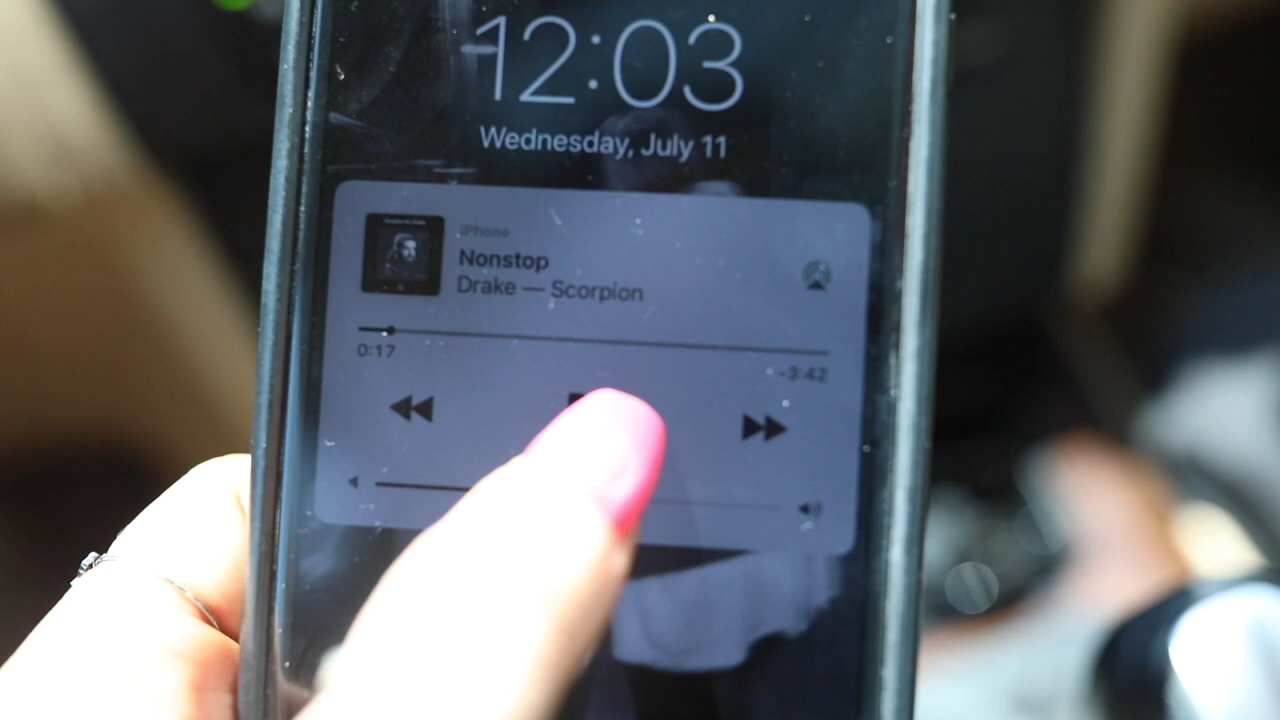 12:03
Wednesday, July 11
iPhone
Nonstop
Drake — Scorpion
0:17
-3:42